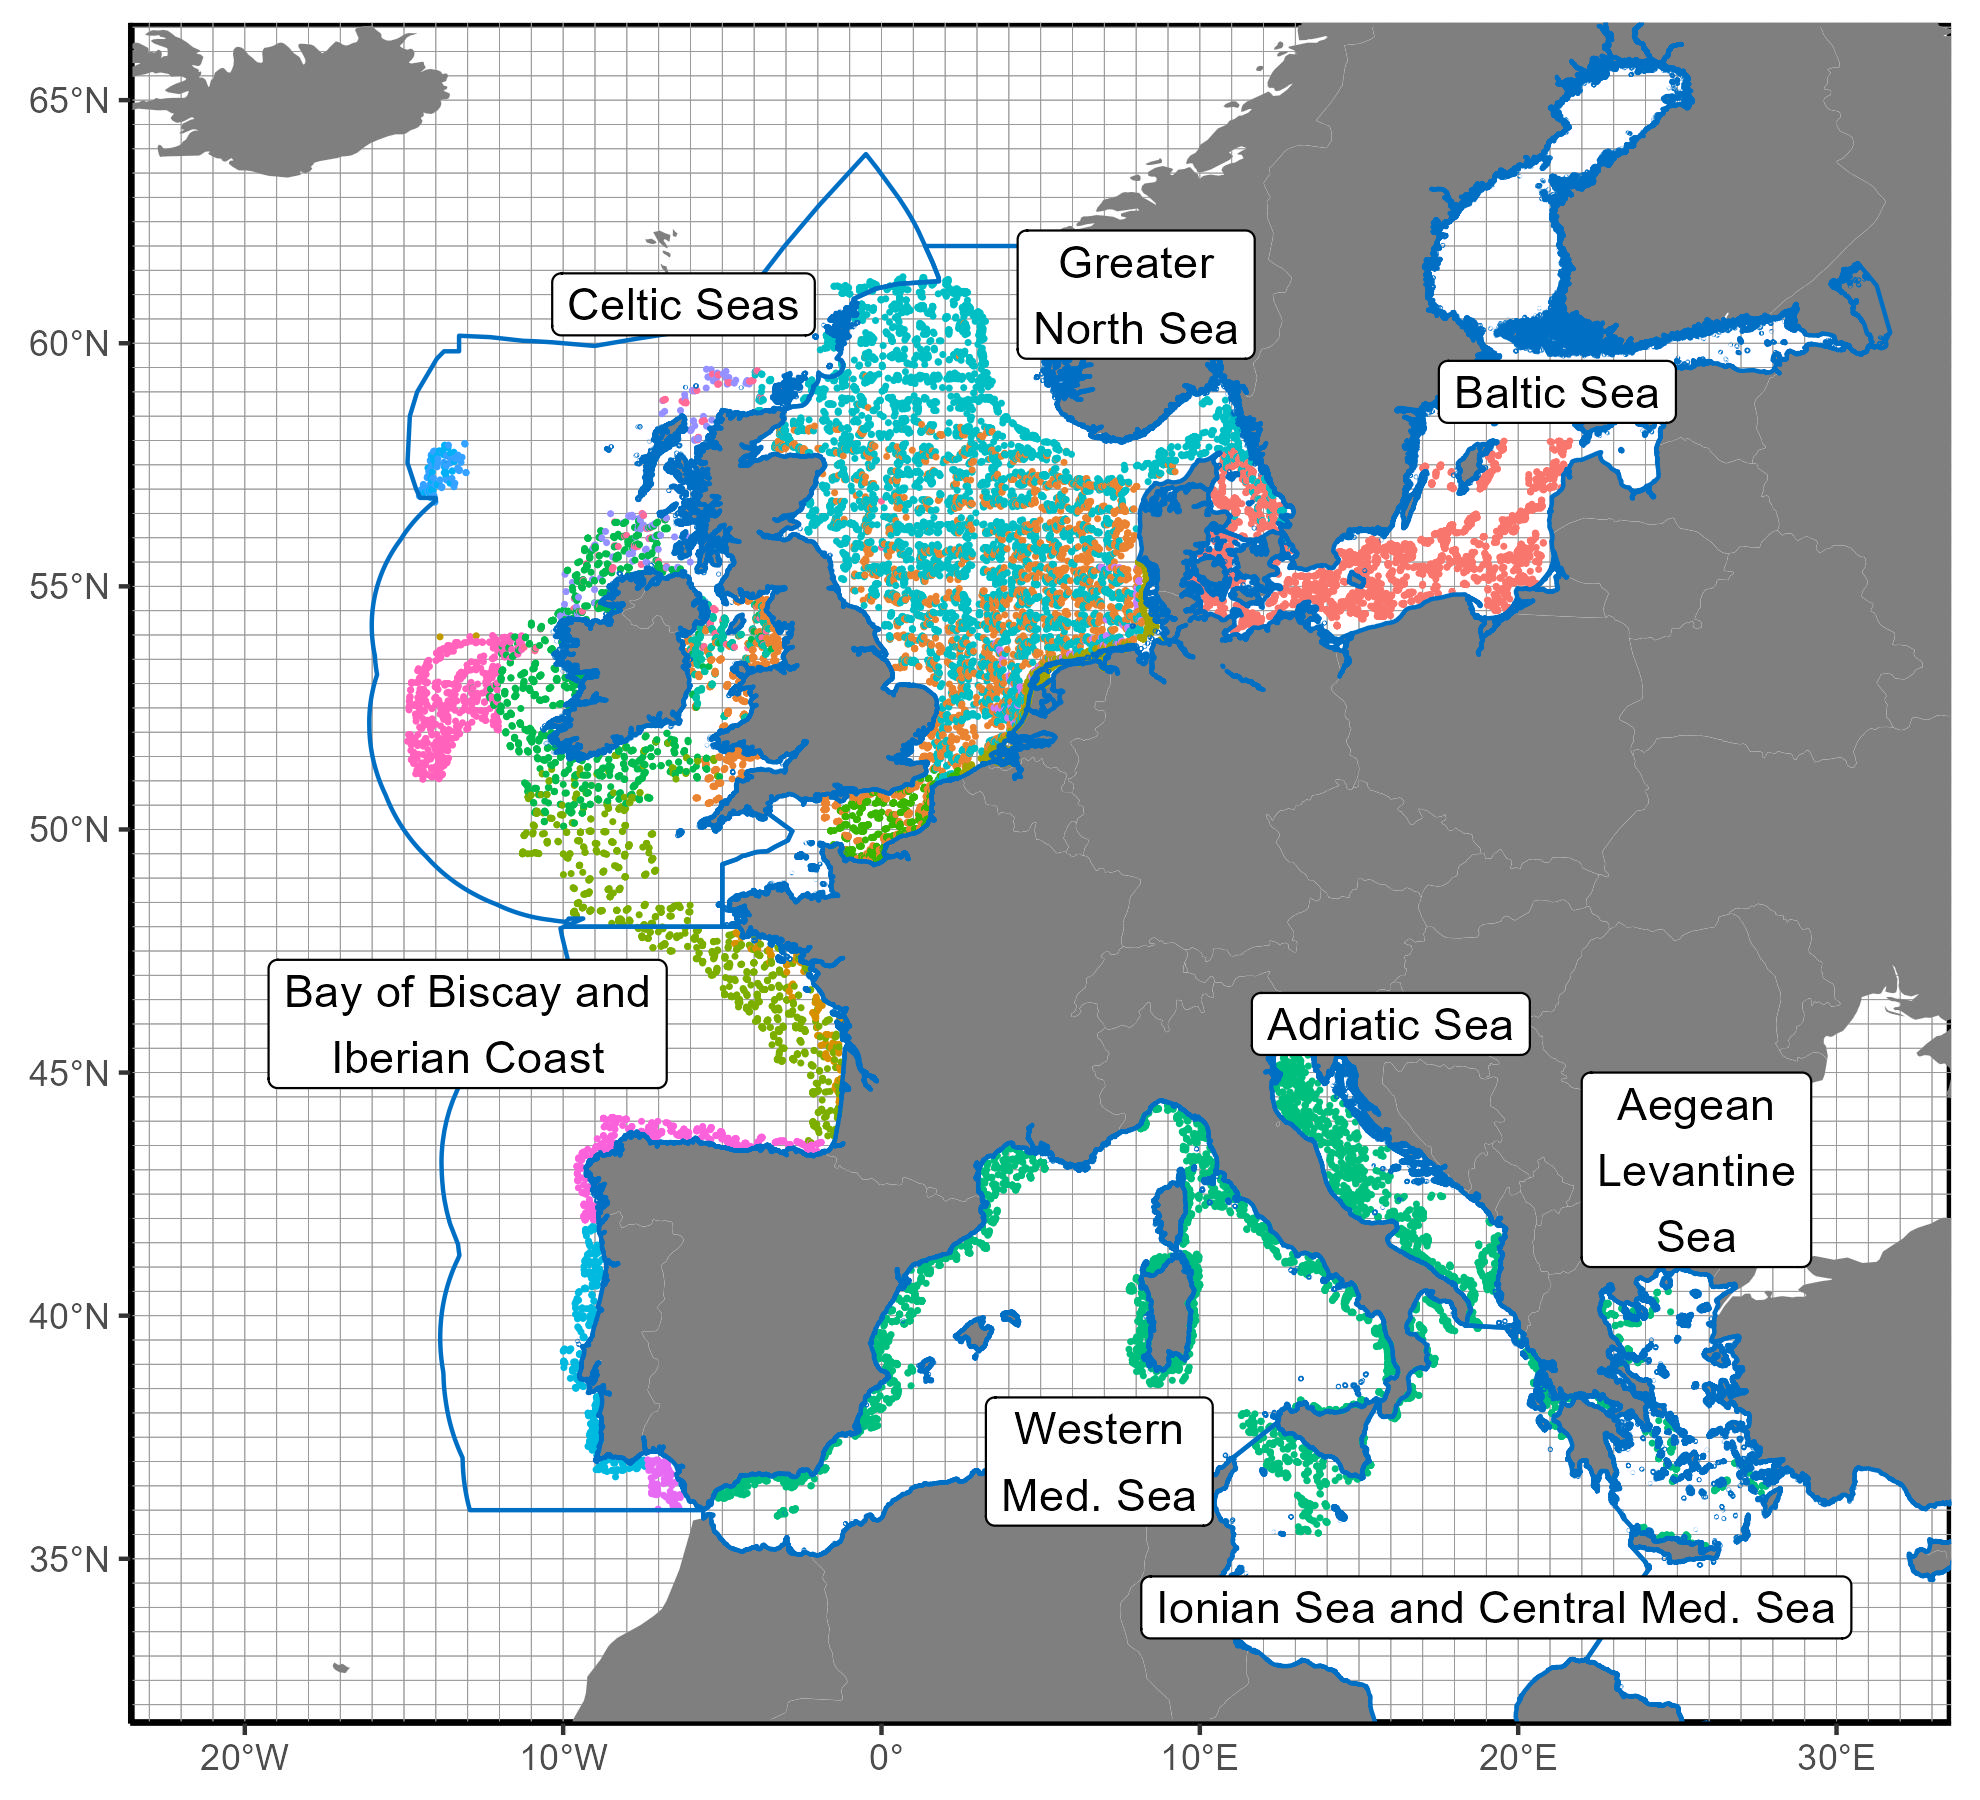 65°N
60°N
55°N
50°N
45°N
40°N
35°N
Celtic Seas
Greater
North Sea
Baltic Sea
Bay of Biscay and
Iberian Coast
Adriatic Sea
Aegean
Levantine
Sea
Western
Med. Sea
Ionian Sea and Central Med. Sea
20°W
10°W
0°
10°E
20°E
30°E